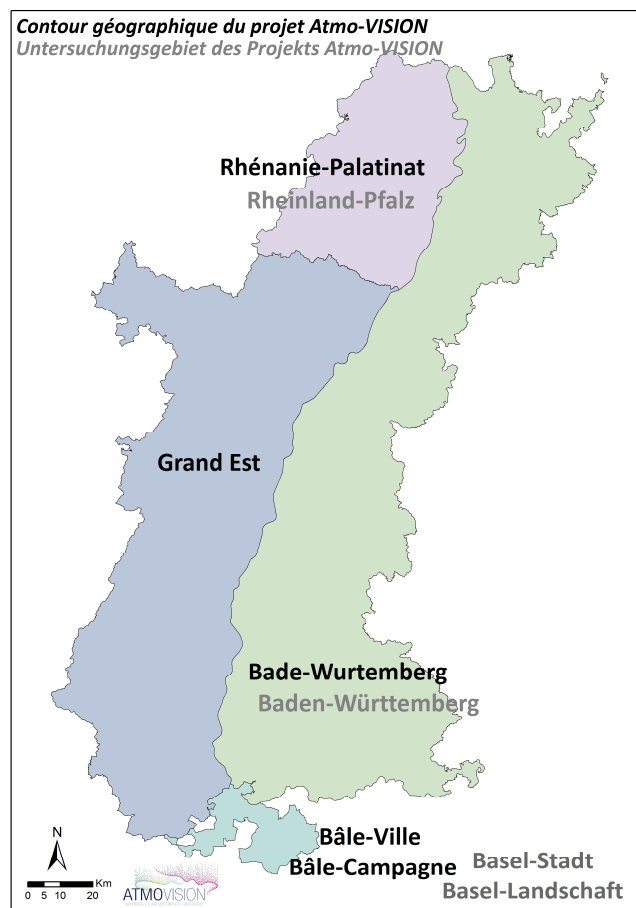 Contour géographique du projet Atmo-VISION
Untersuchungsgebiet des Projekts Atmo-VISION
Rhénanie-Palatinat
Rheinland-Pfalz
Grand Est
Bade-Wurtemberg
Baden-Württemberg
Bâle-Ville
Bâle-Campagne
Basel-Stadt
Basel-Landschaft
N
Km
0 5 10 20
ATMOVISION